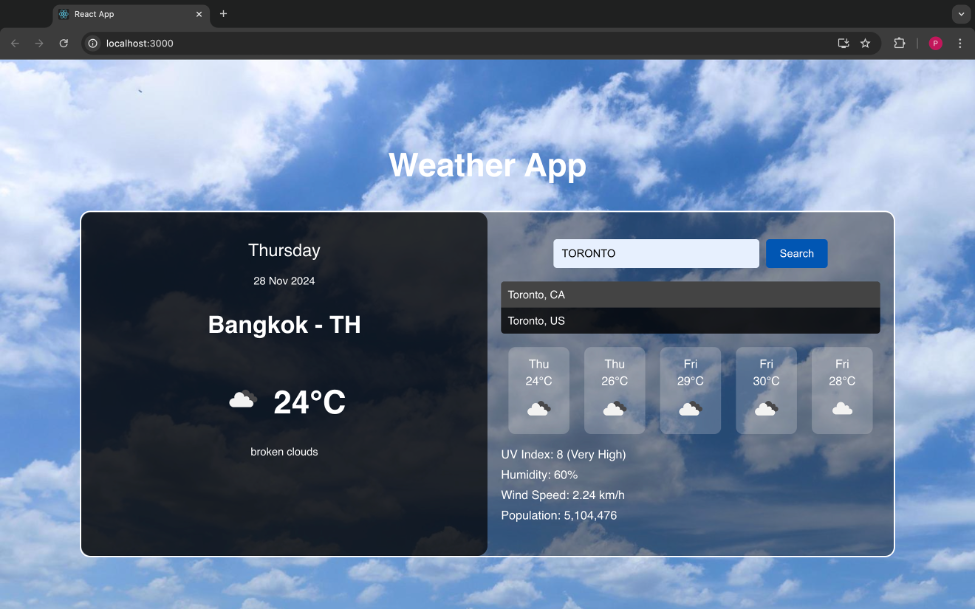 React App
localhost:3000
P
Weather App
Thursday
28 Nov 2024
Bangkok - TH
24°C
broken clouds
TORONTO
Search
Toronto, CA
Toronto, US
Thu Thu Fri Fri Fri
24°C 26°C 29°C 30°C 28°C
UV Index: 8 (Very High)
Humidity: 60%
Wind Speed: 2.24 km/h
Population: 5,104,476